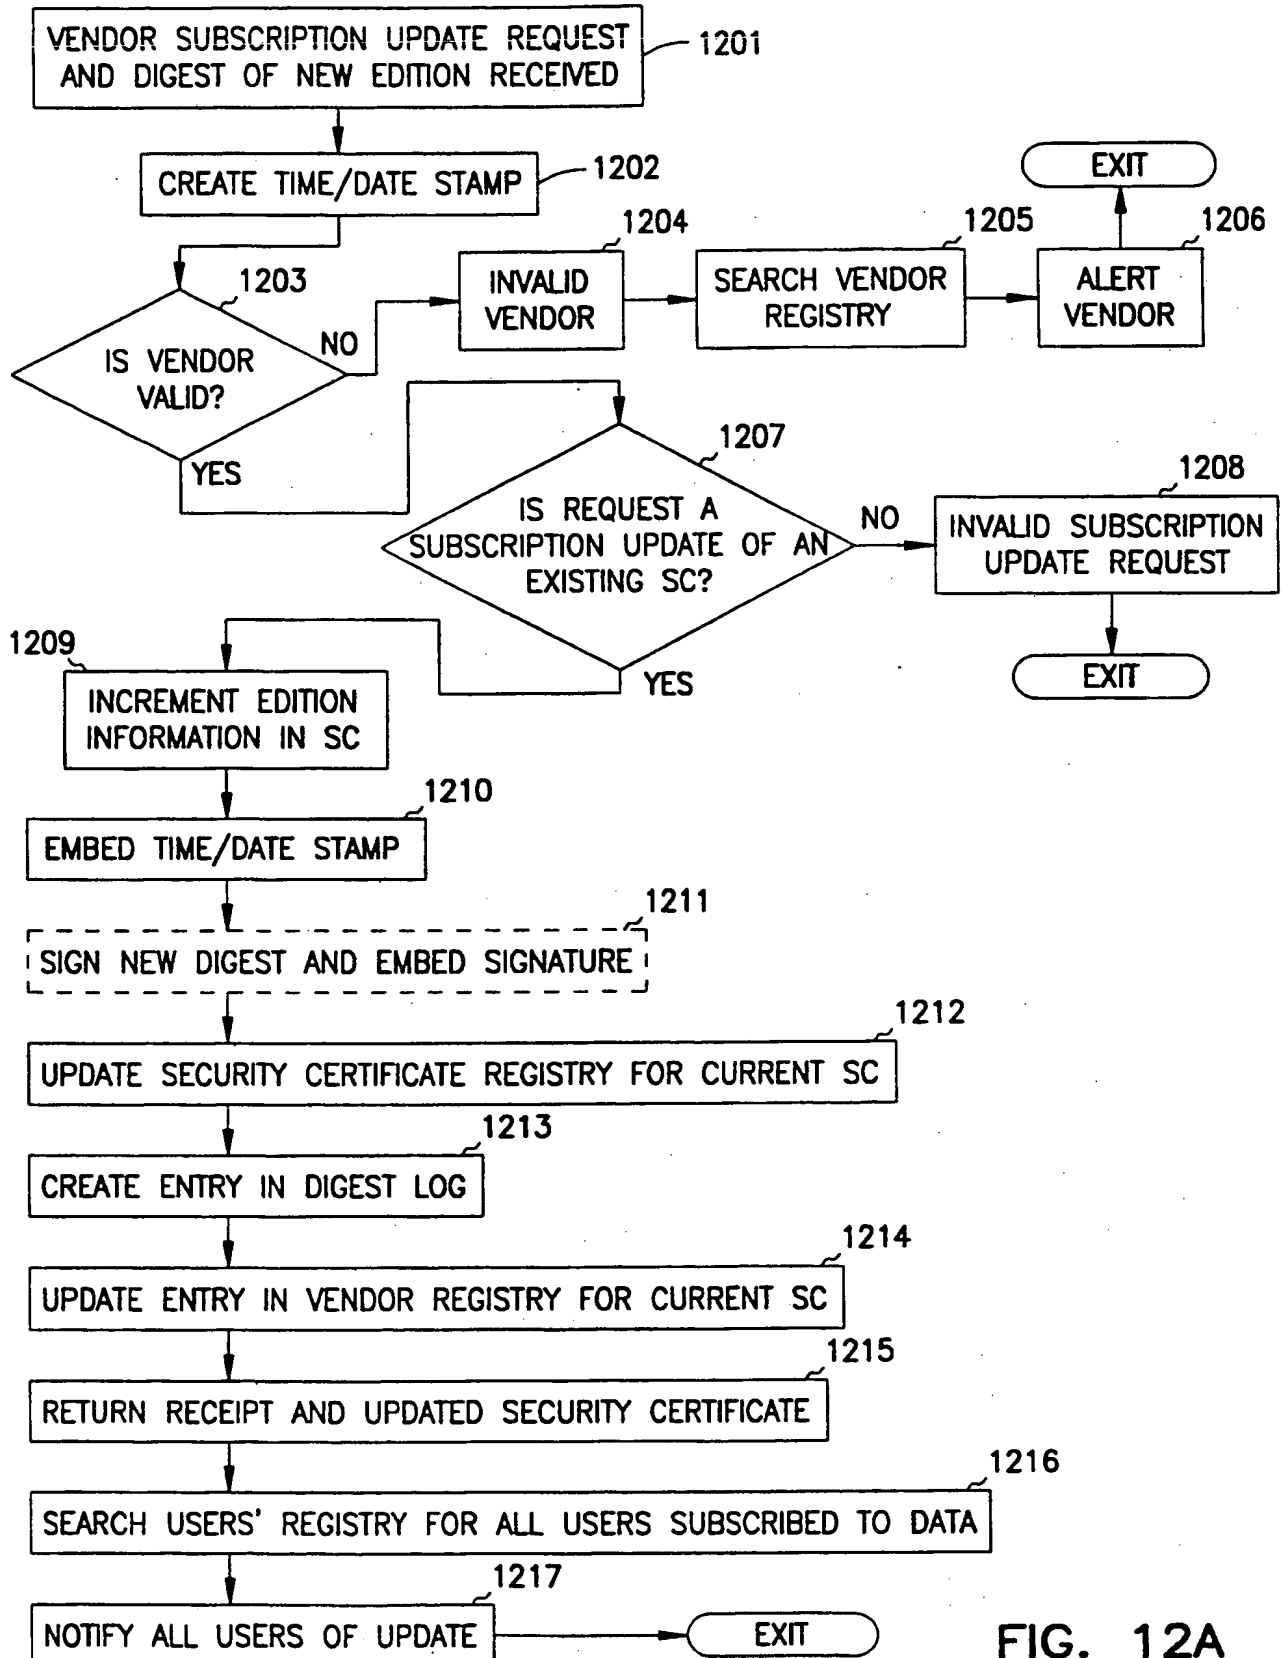 VENDOR SUBSCRIPTION UPDATE REQUEST
AND DIGEST OF NEW EDITION RECEIVED
1201
CREATE TIME/DATE STAMP
1202
1203
IS VENDOR
VALID?
NO
YES
1204
INVALID
VENDOR
1205
SEARCH VENDOR
REGISTRY
1206
ALERT
VENDOR
EXIT
1207
IS REQUEST A
SUBSCRIPTION UPDATE OF AN
EXISTING SC?
NO
YES
1208
INVALID SUBSCRIPTION
UPDATE REQUEST
EXIT
1209
INCREMENT EDITION
INFORMATION IN SC
1210
EMBED TIME/DATE STAMP
1211
SIGN NEW DIGEST AND EMBED SIGNATURE
1212
UPDATE SECURITY CERTIFICATE REGISTRY FOR CURRENT SC
1213
CREATE ENTRY IN DIGEST LOG
1214
UPDATE ENTRY IN VENDOR REGISTRY FOR CURRENT SC
1215
RETURN RECEIPT AND UPDATED SECURITY CERTIFICATE
1216
SEARCH USERS' REGISTRY FOR ALL USERS SUBSCRIBED TO DATA
1217
NOTIFY ALL USERS OF UPDATE
EXIT
FIG. 12A